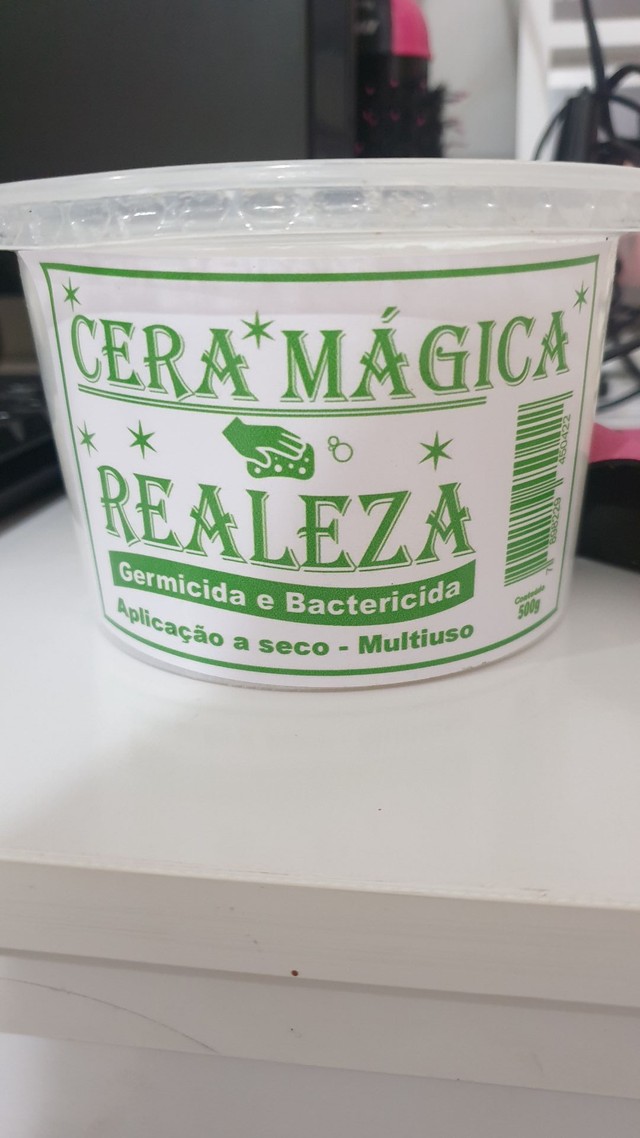 CERA MÁGICA
REALEZA
Germicida e Bactericida
Aplicação a seco - Multiuso
Conteúdo
500g